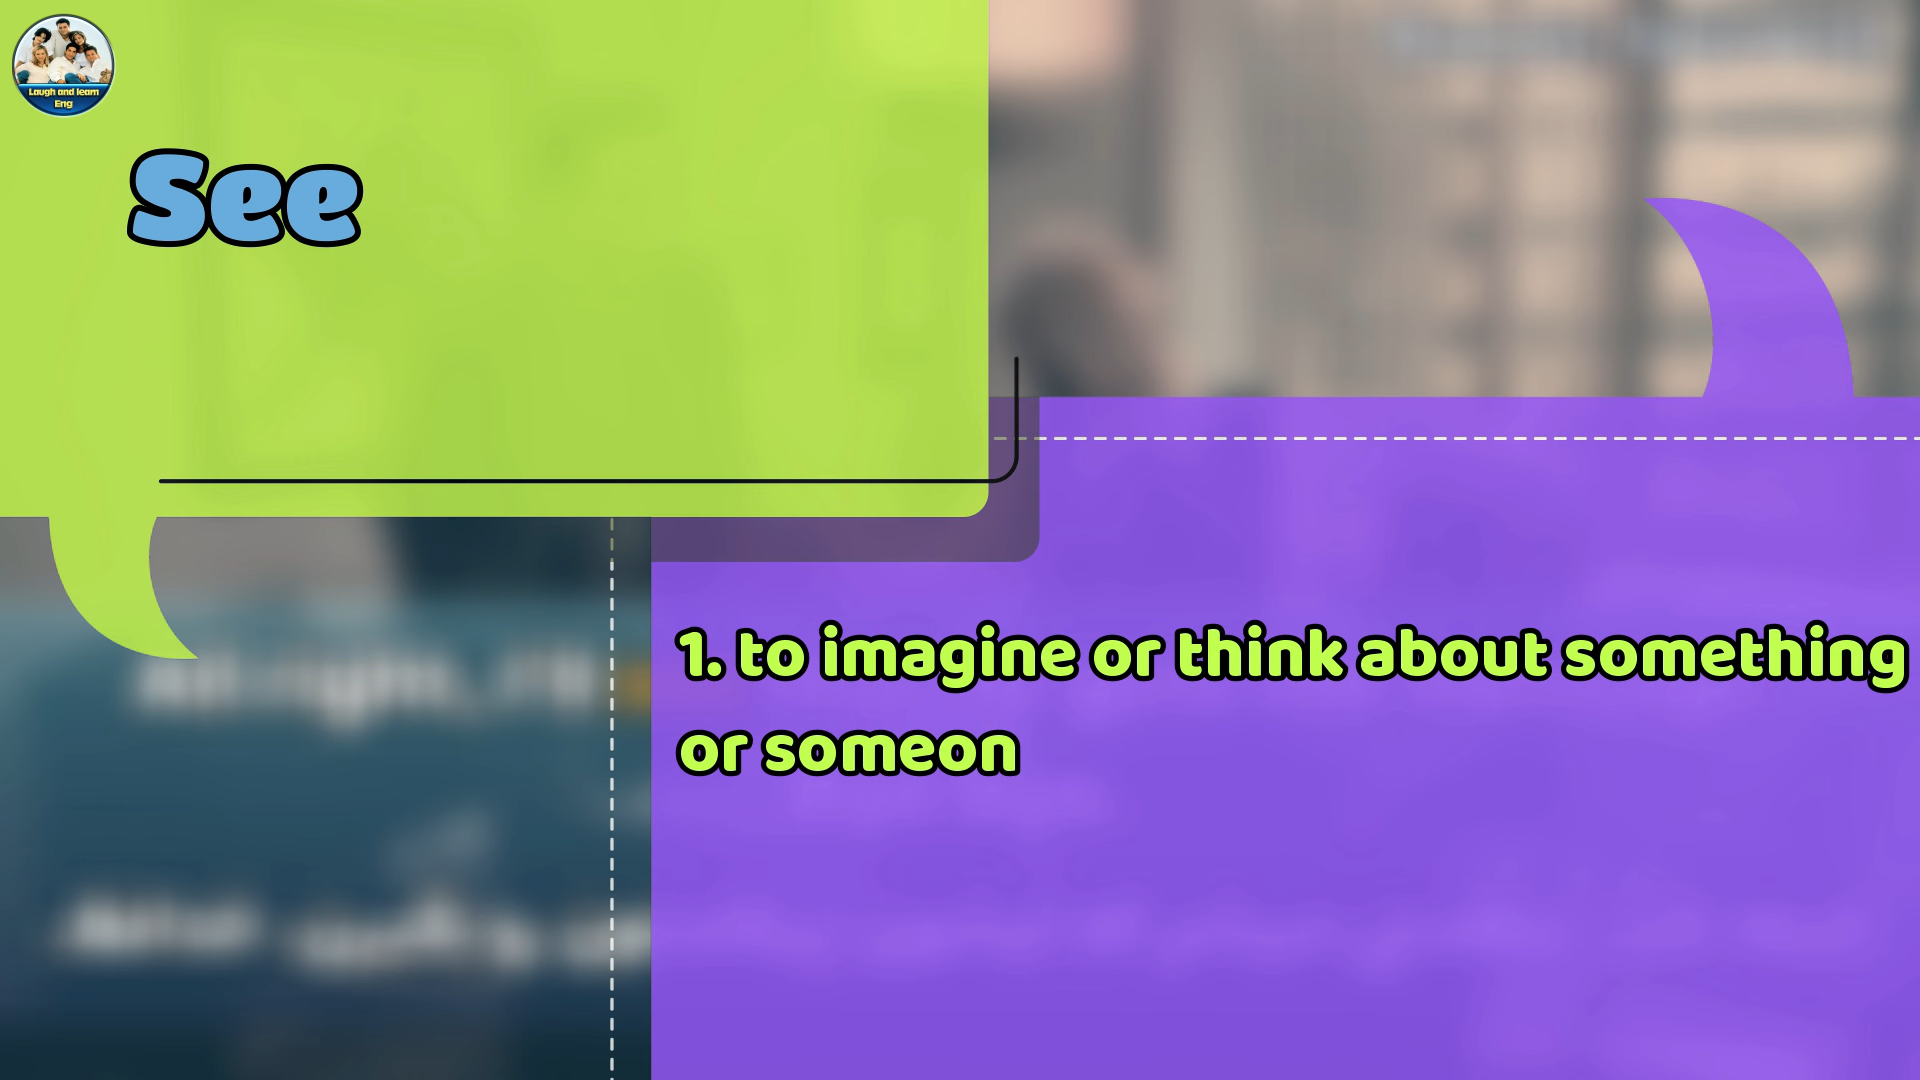 Laugh and learn
Eng
See
1. to imagine or think about something
or someon